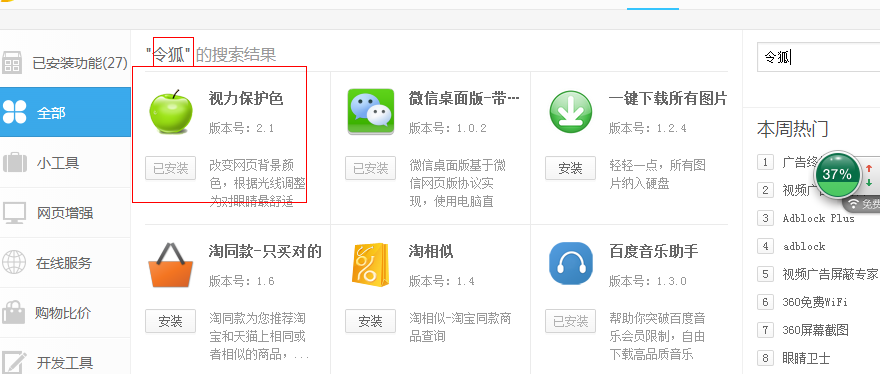 "令狐" 的搜索结果
令狐
已安装功能(27)
全部
小工具
网页增强
在线服务
购物比价
开发工具
视力保护色
版本号：2.1
已安装
改变网页背景颜
色，根据光线调整
为对眼睛最舒适
微信桌面版-带···
版本号：1.0.2
已安装
微信桌面版基于微
信网页版协议实
现，使用电脑直
一键下载所有图片
版本号：1.2.4
安装
轻轻一点，所有图
片纳入硬盘
淘同款-只买对的
版本号：1.6
安装
淘同款为您推荐淘
宝和天猫上相同或
者相似的商品，...
淘相似
版本号：1.4
安装
淘相似-淘宝同款商
品查询
百度音乐助手
版本号：1.3.0
已安装
帮助你突破百度音
乐会员限制，自由
下载高品质音乐
本周热门
1 广告终
2 视频广
3 Adblock Plus
4 adblock
5 视频广告屏蔽专家
6 360免费WiFi
7 360屏幕截图
8 眼睛卫士
37%
免费